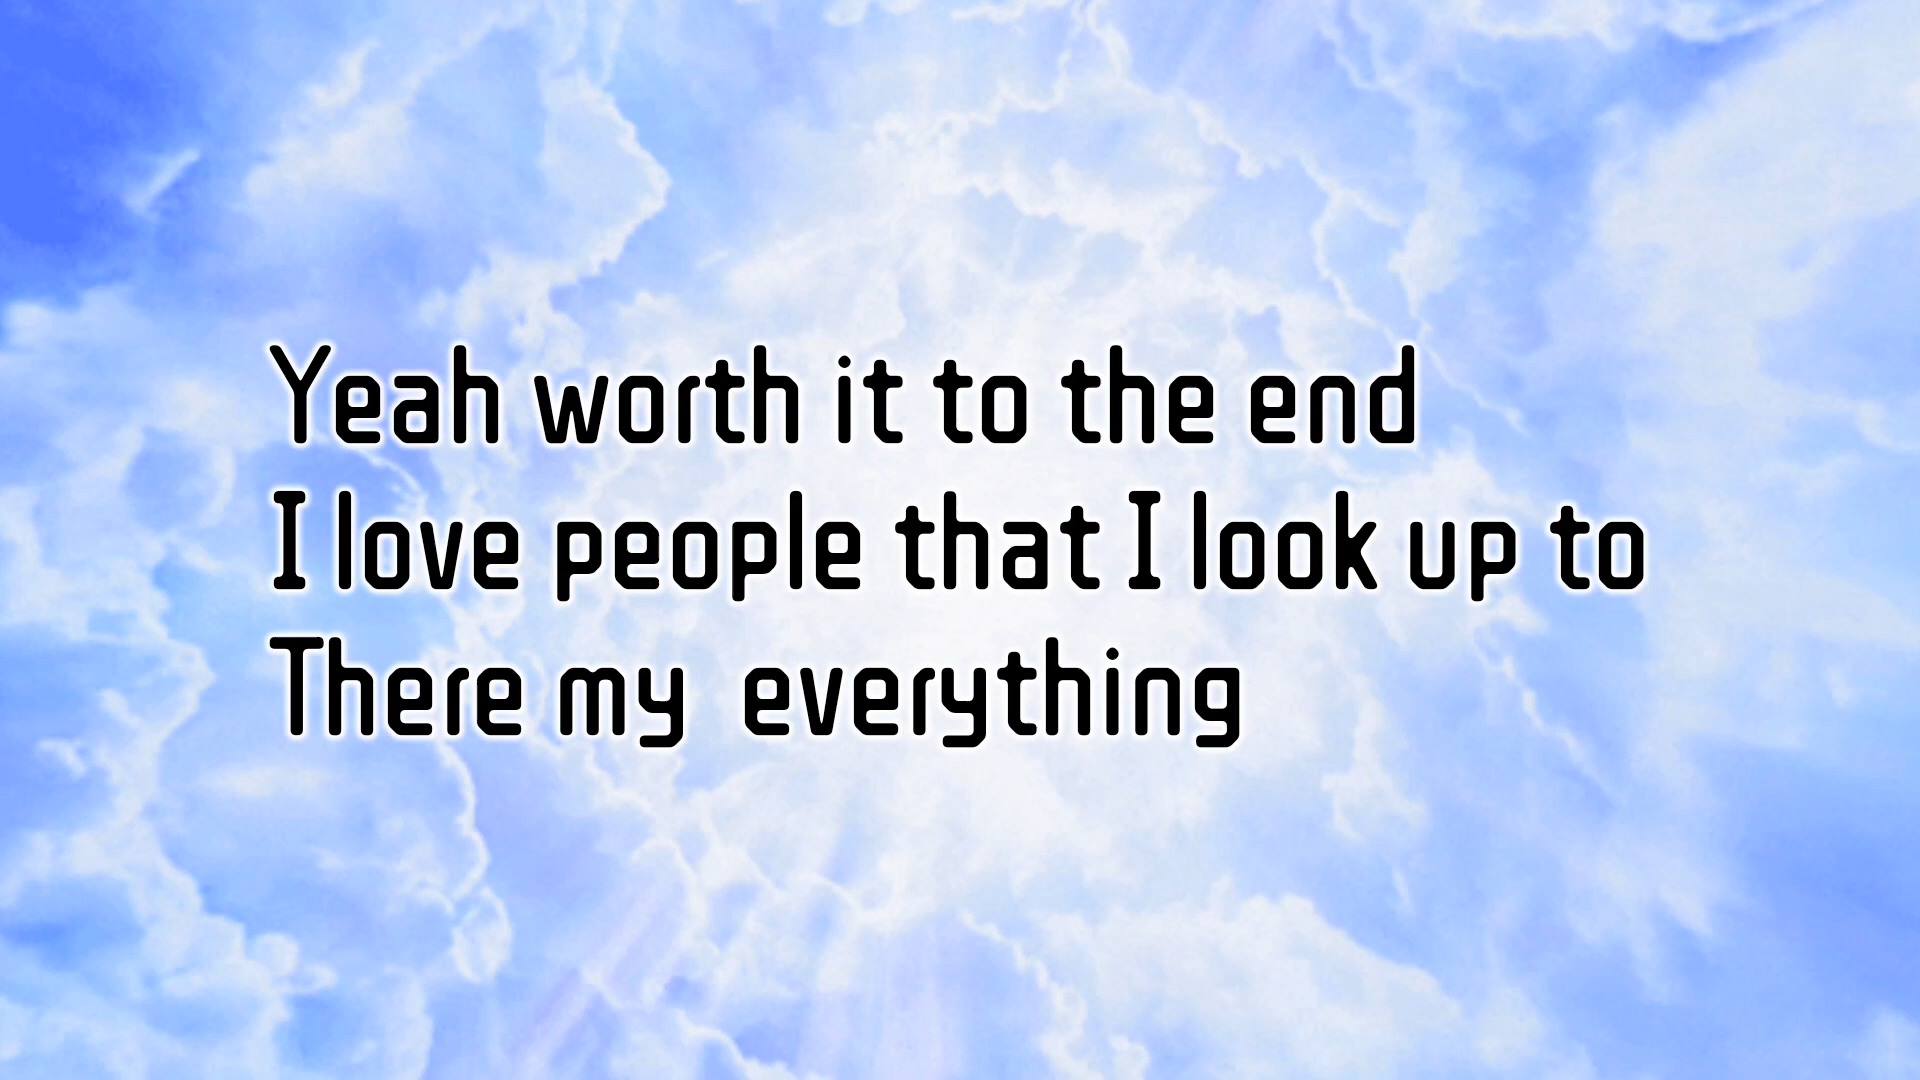 Yeah worth it to the end
I love people that I look up to
There my  everything